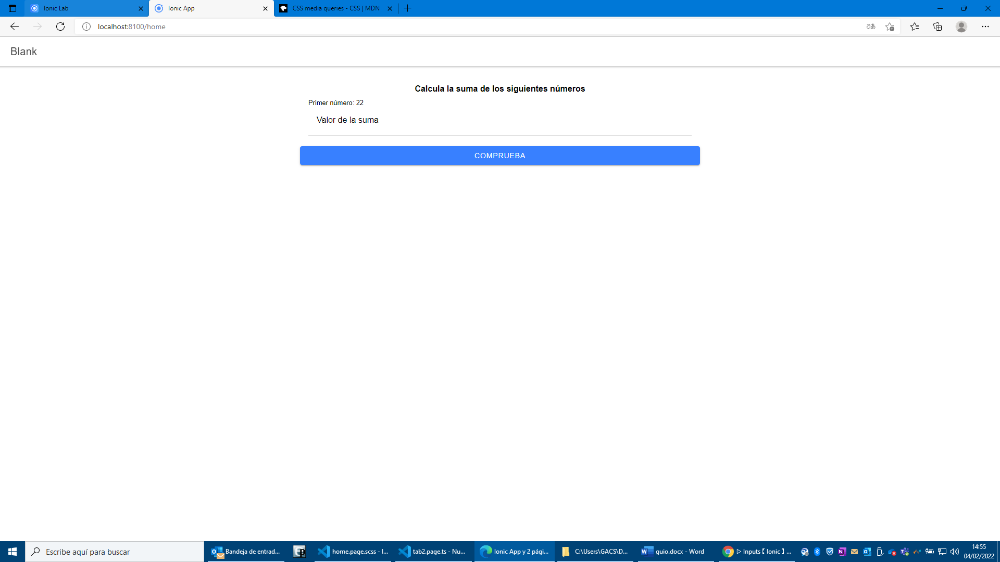 Ionic Lab
Ionic App
CSS media queries - CSS | MDN
localhost:8100/home
Blank
Calcula la suma de los siguientes números
Primer número: 22
Valor de la suma
COMPRUEBA
Escribe aquí para buscar
Bandeja de entrad...
home.page.scss - I...
tab2.page.ts - Nu...
Ionic App y 2 pági...
C:\Users\GACS\D...
guio.docx - Word
▷ Inputs【 Ionic 】...
14:55
04/02/2022